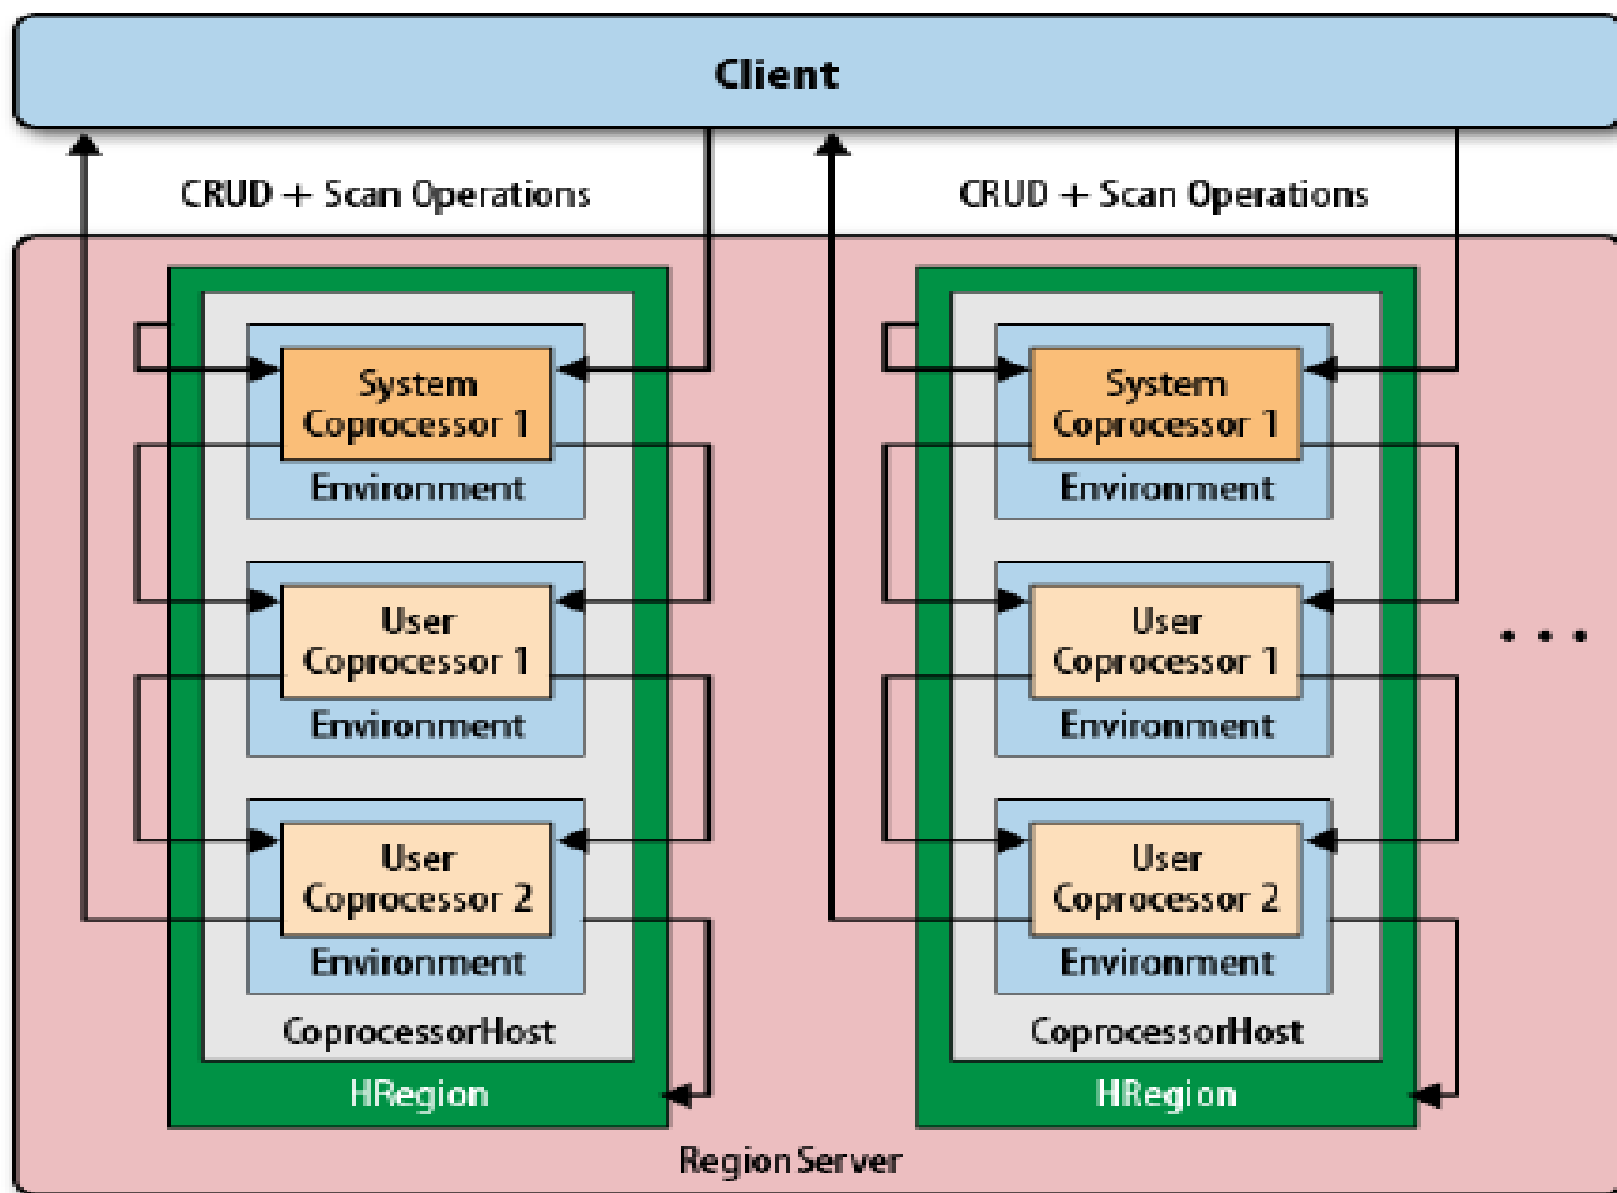 Client
CRUD + Scan Operations
CRUD + Scan Operations
System
Coprocessor 1
Environment
User
Coprocessor 1
Environment
User
Coprocessor 2
Environment
CoprocessorHost
HRegion
System
Coprocessor 1
Environment
User
Coprocessor 1
Environment
User
Coprocessor 2
Environment
CoprocessorHost
HRegion
. . .
Region Server